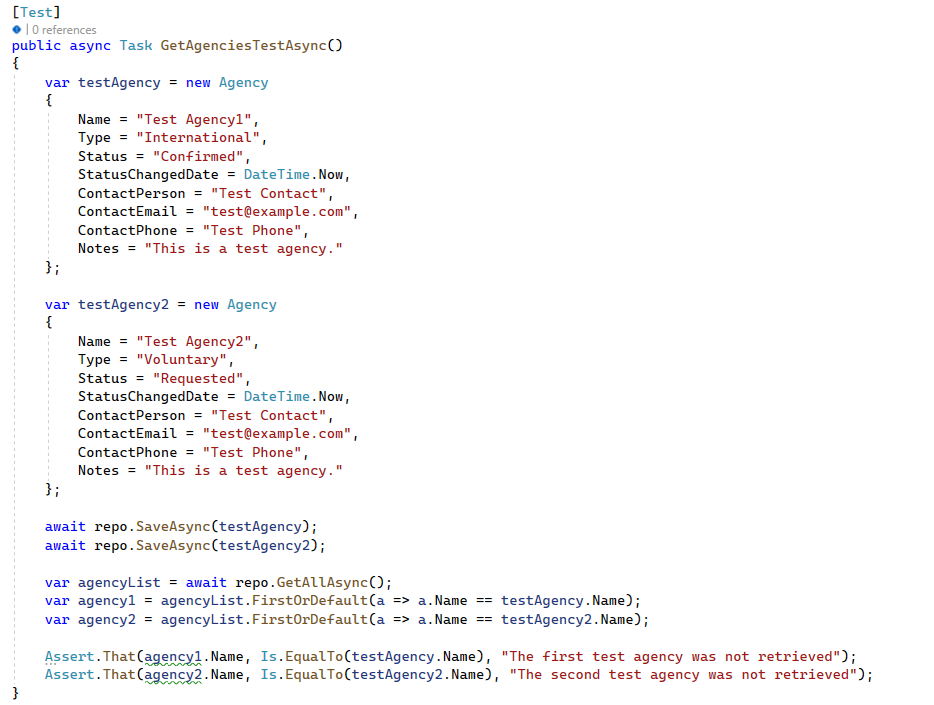 [Test]
| 0 references
public async Task GetAgenciesTestAsync()
{
    var testAgency = new Agency
    {
        Name = "Test Agency1",
        Type = "International",
        Status = "Confirmed",
        StatusChangedDate = DateTime.Now,
        ContactPerson = "Test Contact",
        ContactEmail = "test@example.com",
        ContactPhone = "Test Phone",
        Notes = "This is a test agency."
    };

    var testAgency2 = new Agency
    {
        Name = "Test Agency2",
        Type = "Voluntary",
        Status = "Requested",
        StatusChangedDate = DateTime.Now,
        ContactPerson = "Test Contact",
        ContactEmail = "test@example.com",
        ContactPhone = "Test Phone",
        Notes = "This is a test agency."
    };

    await repo.SaveAsync(testAgency);
    await repo.SaveAsync(testAgency2);

    var agencyList = await repo.GetAllAsync();
    var agency1 = agencyList.FirstOrDefault(a => a.Name == testAgency.Name);
    var agency2 = agencyList.FirstOrDefault(a => a.Name == testAgency2.Name);

    Assert.That(agency1.Name, Is.EqualTo(testAgency.Name), "The first test agency was not retrieved");
    Assert.That(agency2.Name, Is.EqualTo(testAgency2.Name), "The second test agency was not retrieved");
}